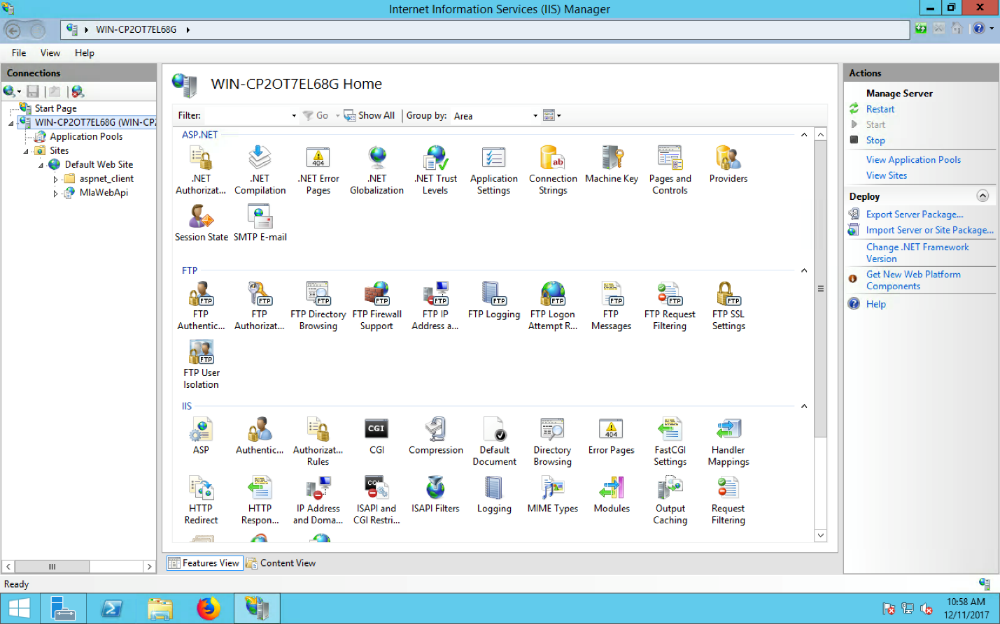 Internet Information Services (IIS) Manager
WIN-CP2OT7EL68G
File View Help
Connections
Start Page
WIN-CP2OT7EL68G (WIN-CP2
Application Pools
Sites
Default Web Site
aspnet_client
MlaWebApi
WIN-CP2OT7EL68G Home
Filter: Go Show All Group by: Area
ASP.NET
.NET Authorizat...
.NET Compilation
.NET Error Pages
.NET Globalization
.NET Trust Levels
Application Settings
Connection Strings
Machine Key
Pages and Controls
Providers
Session State
SMTP E-mail
FTP
FTP Authentic...
FTP Authorizat...
FTP Directory Browsing
FTP Firewall Support
FTP IP Address a...
FTP Logging
FTP Logon Attempt R...
FTP Messages
FTP Request Filtering
FTP SSL Settings
FTP User Isolation
IIS
ASP
Authentic...
Authorizat... Rules
CGI
Compression
Default Document
Directory Browsing
Error Pages
FastCGI Settings
Handler Mappings
HTTP Redirect
HTTP Respon...
IP Address and Doma...
ISAPI and CGI Restri...
ISAPI Filters
Logging
MIME Types
Modules
Output Caching
Request Filtering
Features View Content View
Actions
Manage Server
Restart
Start
Stop
View Application Pools
View Sites
Deploy
Export Server Package...
Import Server or Site Package...
Change .NET Framework
Version
Get New Web Platform
Components
Help
Ready
10:58 AM
12/11/2017